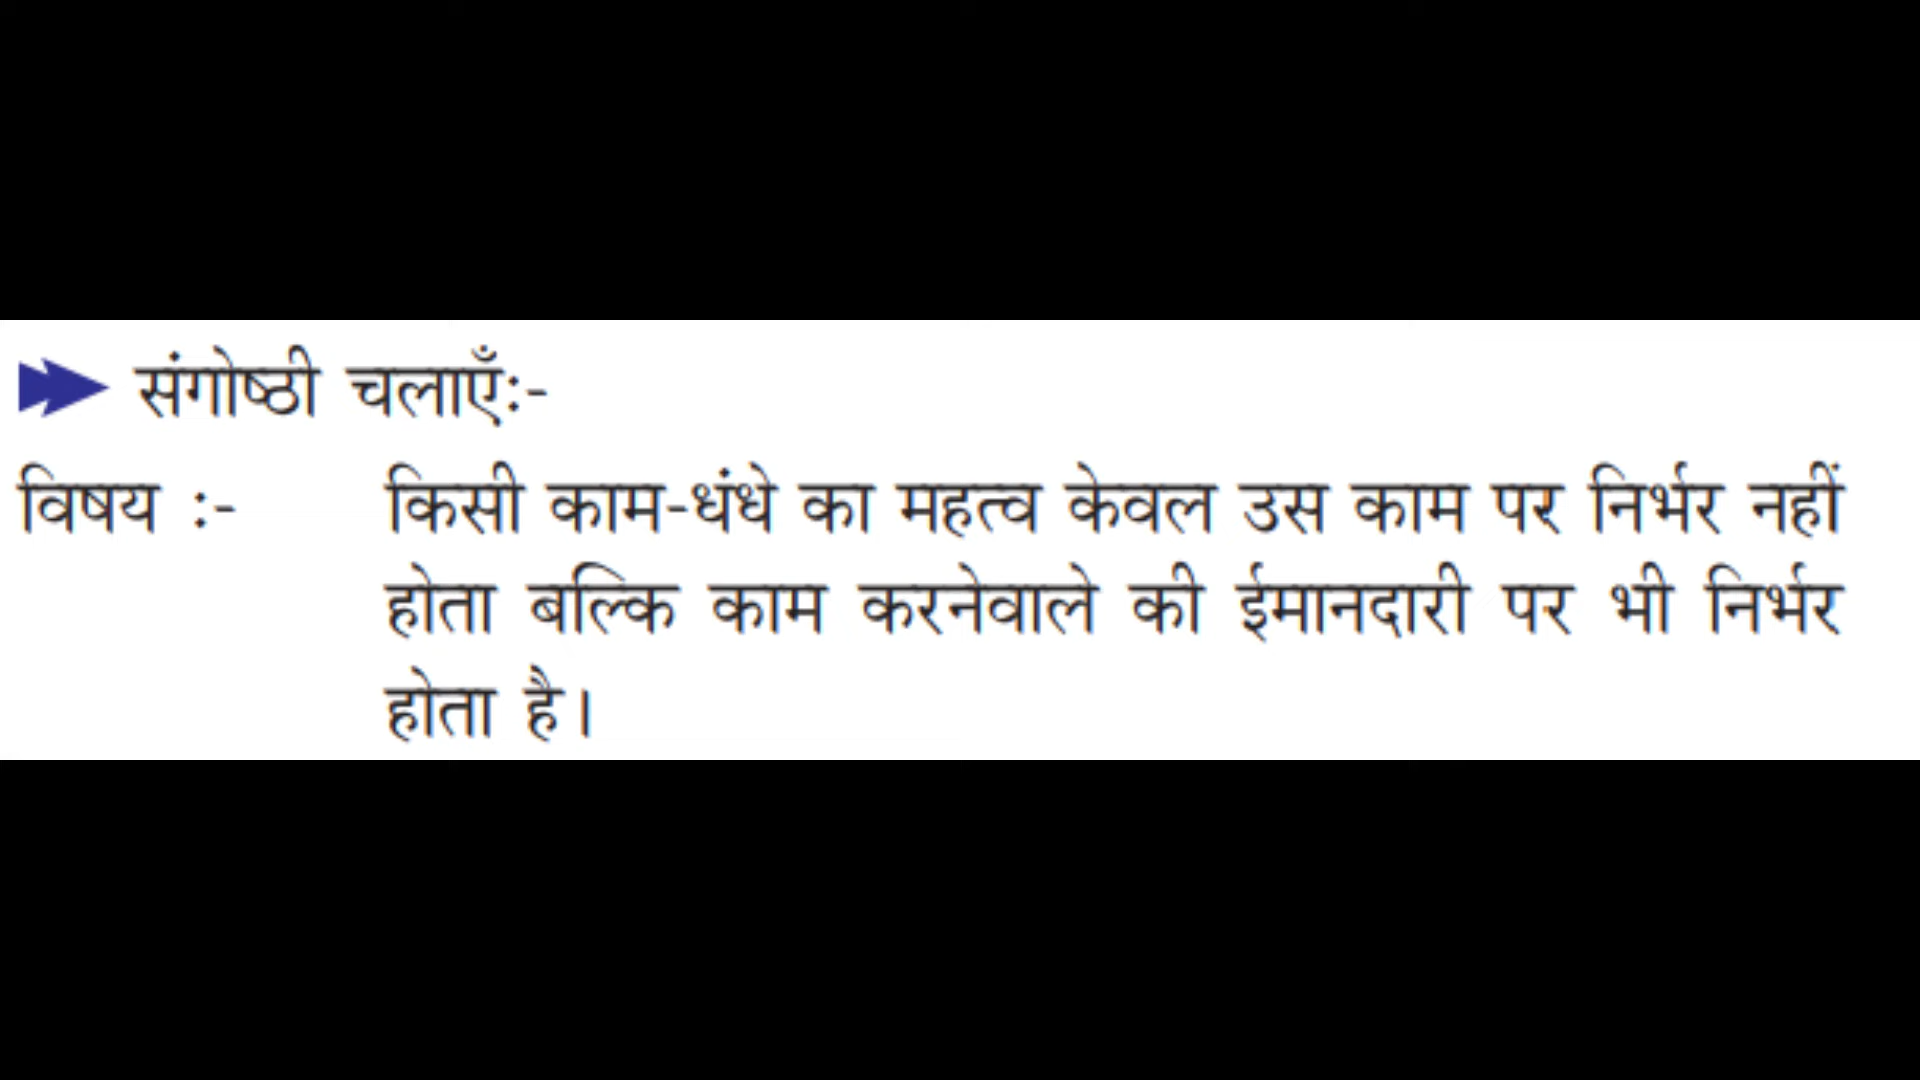 संगोष्ठी चलाएँ:-
विषय :- किसी काम-धंधे का महत्व केवल उस काम पर निर्भर नहीं
होता बल्कि काम करनेवाले की ईमानदारी पर भी निर्भर
होता है।